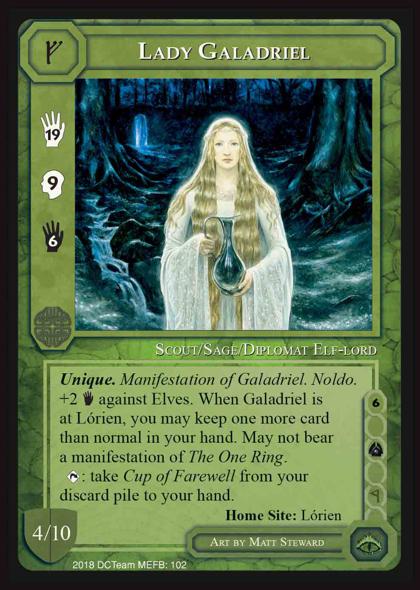 ᚠ
LADY GALADRIEL
19
9
6
SCOUT/SAGE/DIPLOMAT ELF-LORD
Unique. Manifestation of Galadriel. Noldo.
+2 against Elves. When Galadriel is
at Lórien, you may keep one more card
than normal in your hand. May not bear
a manifestation of The One Ring.
: take Cup of Farewell from your
discard pile to your hand.
6
Home Site: Lórien
4/10
ART BY MATT STEWARD
2018 DCTeam MEFB: 102